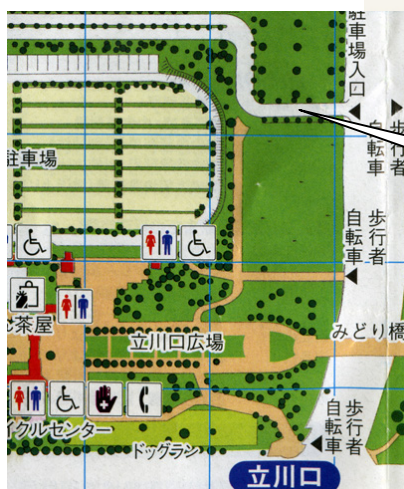 駐車場入口
歩行者
自転車
駐車場
歩行者
自転車
茶屋
立川口広場
みどり橋
イクルセンター
ドッグラン
歩行者
自転車
立川口